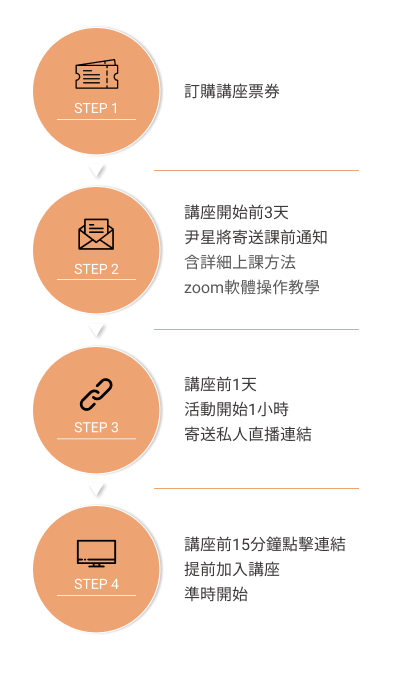 STEP 1
訂購講座票券
STEP 2
講座開始前3天
尹星將寄送課前通知
含詳細上課方法
zoom軟體操作教學
STEP 3
講座前1天
活動開始1小時
寄送私人直播連結
STEP 4
講座前15分鐘點擊連結
提前加入講座
準時開始